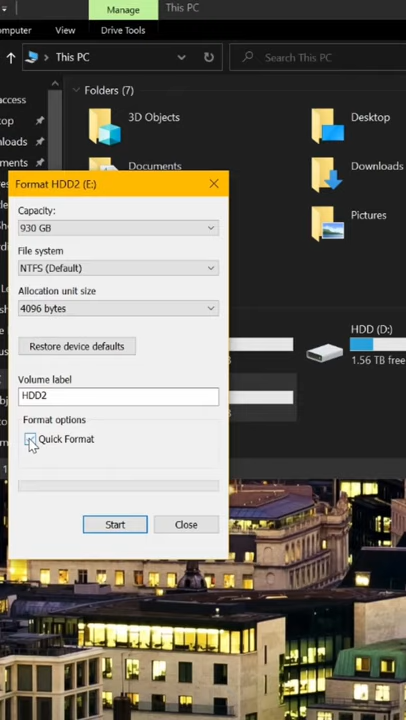 Manage
This PC
omputer
View
Drive Tools
This PC
Search This PC
Folders (7)
access
3D Objects
Desktop
Documents
Downloads
Pictures
Format HDD2 (E:)
Capacity:
930 GB
File system
NTFS (Default)
Allocation unit size
4096 bytes
Restore device defaults
HDD (D:)
1.56 TB free
Volume label
HDD2
Format options
Quick Format
Start
Close